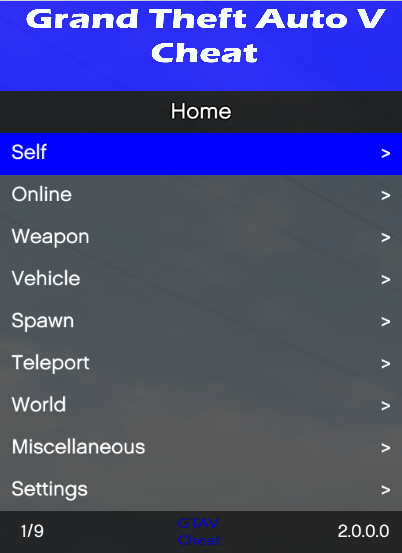 Grand Theft Auto V
Cheat
Home
Self >
Online >
Weapon >
Vehicle >
Spawn >
Teleport >
World >
Miscellaneous >
Settings >
1/9 GTAV Cheat 2.0.0.0